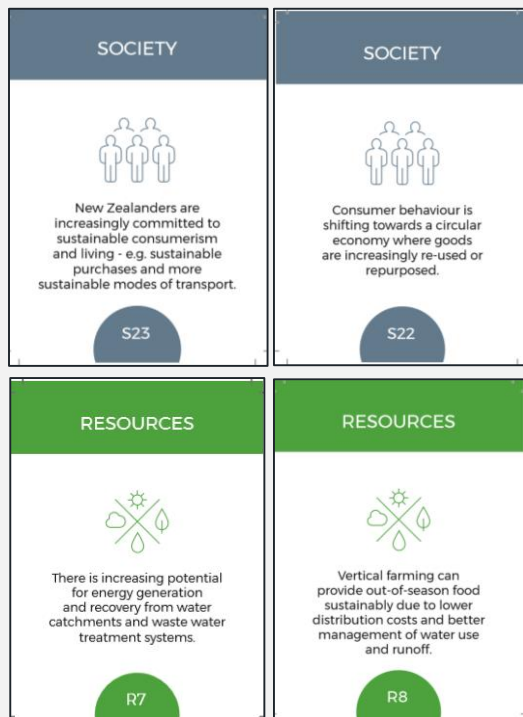 SOCIETY
New Zealanders are
increasingly committed to
sustainable consumerism
and living - e.g. sustainable
purchases and more
sustainable modes of transport.
S23
SOCIETY
Consumer behaviour is
shifting towards a circular
economy where goods
are increasingly re-used or
repurposed.
S22
RESOURCES
There is increasing potential
for energy generation
and recovery from water
catchments and waste water
treatment systems.
R7
RESOURCES
Vertical farming can
provide out-of-season food
sustainably due to lower
distribution costs and better
management of water use
and runoff.
R8